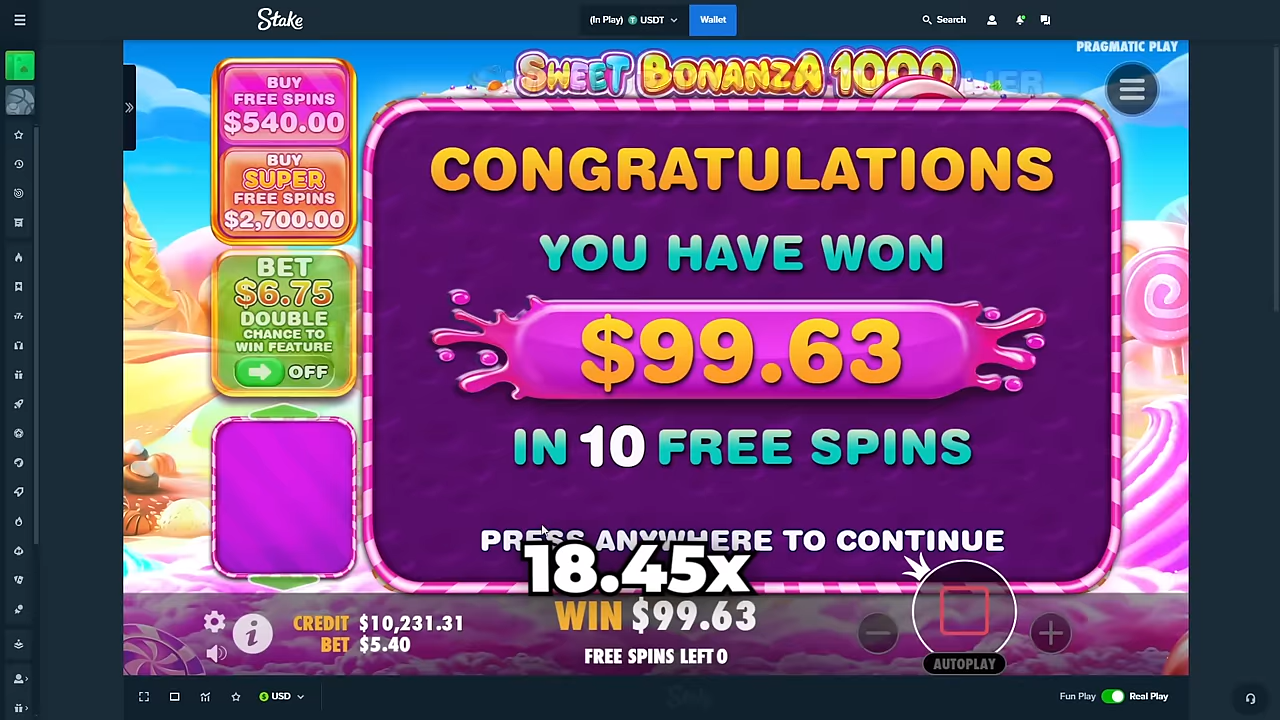 Stake
(In Play) USDT
Wallet
Search
PRAGMATIC PLAY
SWEET BONANZA 1000
BUY
FREE SPINS
$540.00
BUY
SUPER
FREE SPINS
$2,700.00
BET
$6.75
DOUBLE
CHANCE TO
WIN FEATURE
OFF
CONGRATULATIONS
YOU HAVE WON
$99.63
IN 10 FREE SPINS
PRESS ANYWHERE TO CONTINUE
18.45x
CREDIT $10,231.31
BET $5.40
WIN $99.63
FREE SPINS LEFT 0
AUTOPLAY
USD
Stake
Fun Play
Real Play